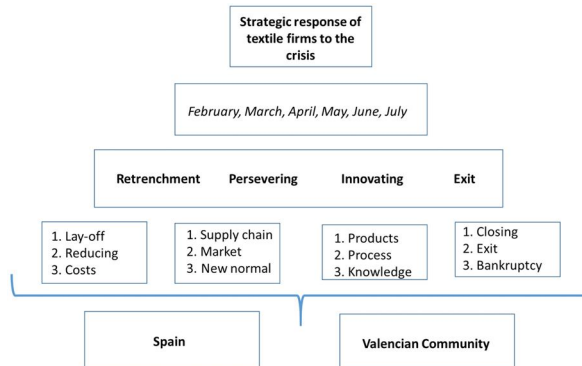 Strategic response of
textile firms to the
crisis
February, March, April, May, June, July
Retrenchment Persevering Innovating Exit
1. Lay-off
2. Reducing
3. Costs
1. Supply chain
2. Market
3. New normal
1. Products
2. Process
3. Knowledge
1. Closing
2. Exit
3. Bankruptcy
Spain
Valencian Community